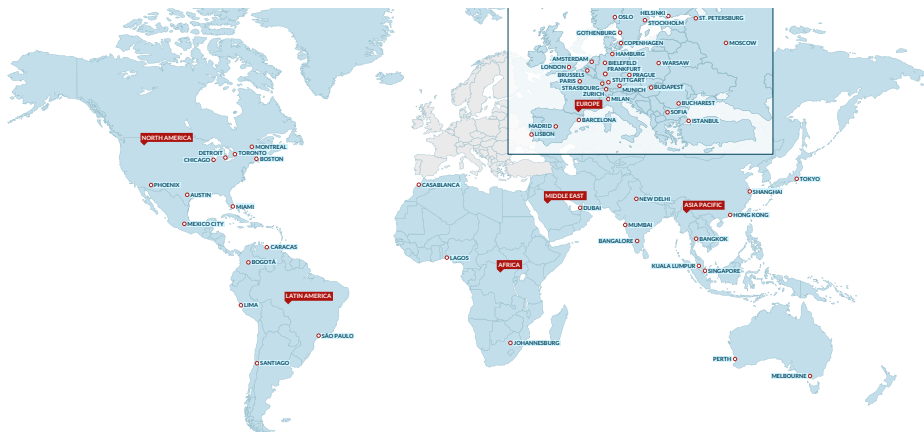 HELSINKI
OSLO
ST. PETERSBURG
STOCKHOLM
GOTHENBURG
COPENHAGEN
MOSCOW
HAMBURG
AMSTERDAM
BIELEFELD
WARSAW
LONDON
FRANKFURT
BRUSSELS
PRAGUE
PARIS
STUTTGART
STRASBOURG
MUNICH
BUDAPEST
ZURICH
MILAN
EUROPE
BUCHAREST
SOFIA
BARCELONA
ISTANBUL
MADRID
LISBON
NORTH AMERICA
MONTREAL
DETROIT
TORONTO
CHICAGO
BOSTON
PHOENIX
AUSTIN
MIAMI
MEXICO CITY
CASABLANCA
MIDDLE EAST
DUBAI
NEW DELHI
TOKYO
SHANGHAI
ASIA PACIFIC
HONG KONG
MUMBAI
BANGALORE
BANGKOK
CARACAS
BOGOTÁ
LAGOS
AFRICA
KUALA LUMPUR
SINGAPORE
LATIN AMERICA
LIMA
SÃO PAULO
JOHANNESBURG
SANTIAGO
PERTH
MELBOURNE